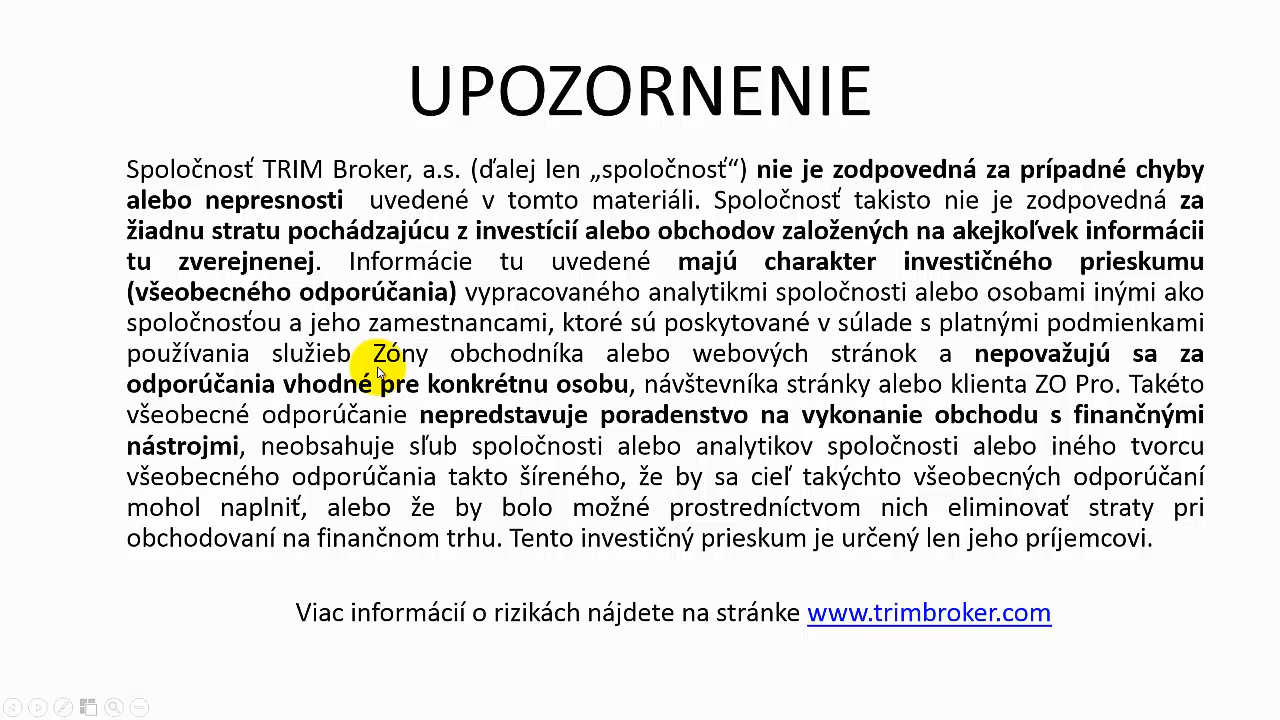 UPOZORNENIE
Spoločnosť TRIM Broker, a.s. (ďalej len „spoločnosť“) nie je zodpovedná za prípadné chyby
alebo nepresnosti uvedené v tomto materiáli. Spoločnosť takisto nie je zodpovedná za
žiadnu stratu pochádzajúcu z investícií alebo obchodov založených na akejkoľvek informácii
tu zverejnenej. Informácie tu uvedené majú charakter investičného prieskumu
(všeobecného odporúčania) vypracovaného analytikmi spoločnosti alebo osobami inými ako
spoločnosťou a jeho zamestnancami, ktoré sú poskytované v súlade s platnými podmienkami
používania služieb Zóny obchodníka alebo webových stránok a nepovažujú sa za
odporúčania vhodné pre konkrétnu osobu, návštevníka stránky alebo klienta ZO Pro. Takéto
všeobecné odporúčanie nepredstavuje poradenstvo na vykonanie obchodu s finančnými
nástrojmi, neobsahuje sľub spoločnosti alebo analytikov spoločnosti alebo iného tvorcu
všeobecného odporúčania takto šíreného, že by sa cieľ takýchto všeobecných odporúčaní
mohol naplniť, alebo že by bolo možné prostredníctvom nich eliminovať straty pri
obchodovaní na finančnom trhu. Tento investičný prieskum je určený len jeho príjemcovi.
Viac informácií o rizikách nájdete na stránke www.trimbroker.com